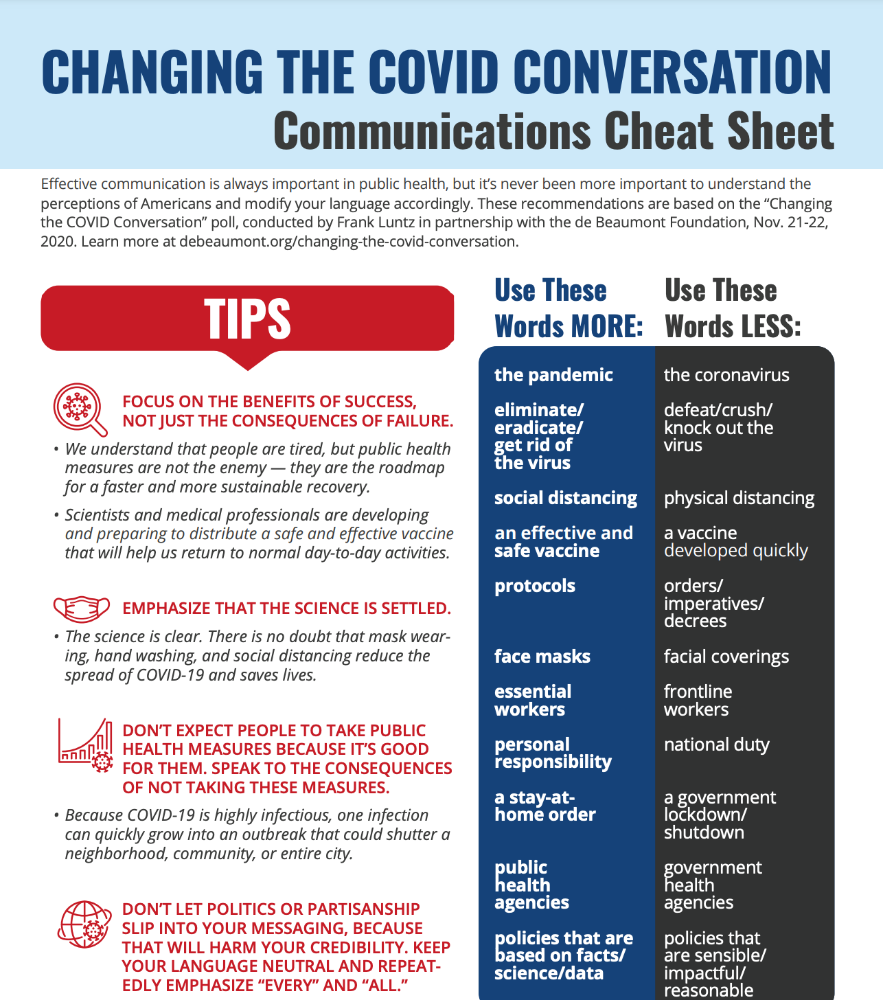 CHANGING THE COVID CONVERSATION
Communications Cheat Sheet
Effective communication is always important in public health, but it’s never been more important to understand the
perceptions of Americans and modify your language accordingly. These recommendations are based on the “Changing
the COVID Conversation” poll, conducted by Frank Luntz in partnership with the de Beaumont Foundation, Nov. 21-22,
2020. Learn more at debeaumont.org/changing-the-covid-conversation.
TIPS
FOCUS ON THE BENEFITS OF SUCCESS,
NOT JUST THE CONSEQUENCES OF FAILURE.
• We understand that people are tired, but public health
measures are not the enemy — they are the roadmap
for a faster and more sustainable recovery.
• Scientists and medical professionals are developing
and preparing to distribute a safe and effective vaccine
that will help us return to normal day-to-day activities.
EMPHASIZE THAT THE SCIENCE IS SETTLED.
• The science is clear. There is no doubt that mask wear-
ing, hand washing, and social distancing reduce the
spread of COVID-19 and saves lives.
DON’T EXPECT PEOPLE TO TAKE PUBLIC
HEALTH MEASURES BECAUSE IT’S GOOD
FOR THEM. SPEAK TO THE CONSEQUENCES
OF NOT TAKING THESE MEASURES.
• Because COVID-19 is highly infectious, one infection
can quickly grow into an outbreak that could shutter a
neighborhood, community, or entire city.
DON’T LET POLITICS OR PARTISANSHIP
SLIP INTO YOUR MESSAGING, BECAUSE
THAT WILL HARM YOUR CREDIBILITY. KEEP
YOUR LANGUAGE NEUTRAL AND REPEAT-
EDLY EMPHASIZE “EVERY” AND “ALL.”
Use These
Words MORE:
Use These
Words LESS:
the pandemic
the coronavirus
eliminate/
eradicate/
get rid of
the virus
defeat/crush/
knock out the
virus
social distancing
physical distancing
an effective and
safe vaccine
a vaccine
developed quickly
protocols
orders/
imperatives/
decrees
face masks
facial coverings
essential
workers
frontline
workers
personal
responsibility
national duty
a stay-at-
home order
a government
lockdown/
shutdown
public
health
agencies
government
health
agencies
policies that are
based on facts/
science/data
policies that
are sensible/
impactful/
reasonable